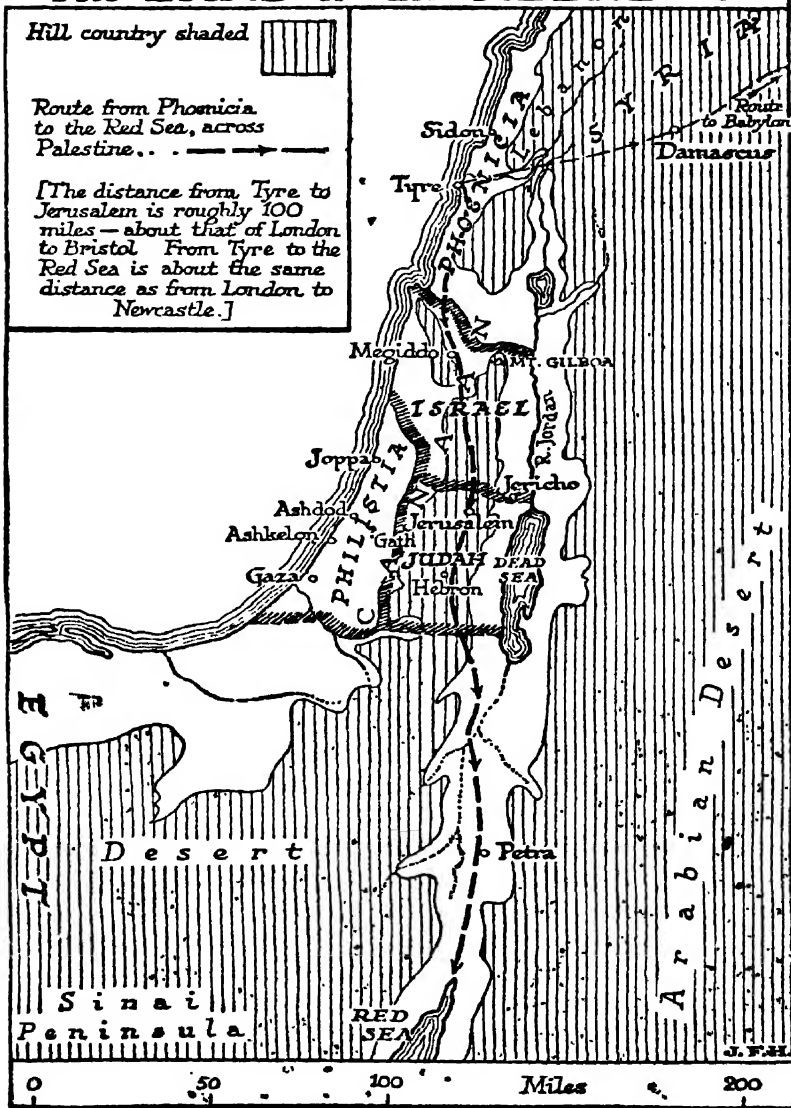 Hill country shaded
Route from Phœnicia
to the Red Sea, across
Palestine . . .
[The distance from Tyre to
Jerusalem is roughly 100
miles — about that of London
to Bristol From Tyre to the
Red Sea is about the same
distance as from London to
Newcastle.]
SYRIA
Lebanon
Route
to Babylon
Damascus
Sidon
Tyre
PHOENICIA
Megiddo
MT. GILBOA
ISRAEL
CANAAN
R. Jordan
Joppa
Jericho
Ashdod
Jerusalem
Ashkelon
Gath
PHILISTIA
JUDAH
DEAD
SEA
Gaza
Hebron
EGYPT
Desert
Petra
Arabian Desert
Sinai
Peninsula
RED
SEA
J.F.H.
0 50 100 Miles 200